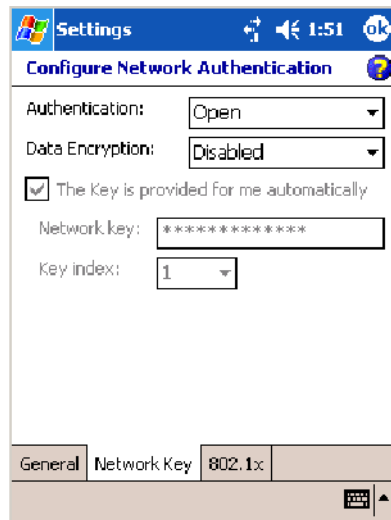 Settings 1:51 ok
Configure Network Authentication ?
Authentication: Open
Data Encryption: Disabled
The Key is provided for me automatically
Network key: *************
Key index: 1
General Network Key 802.1x